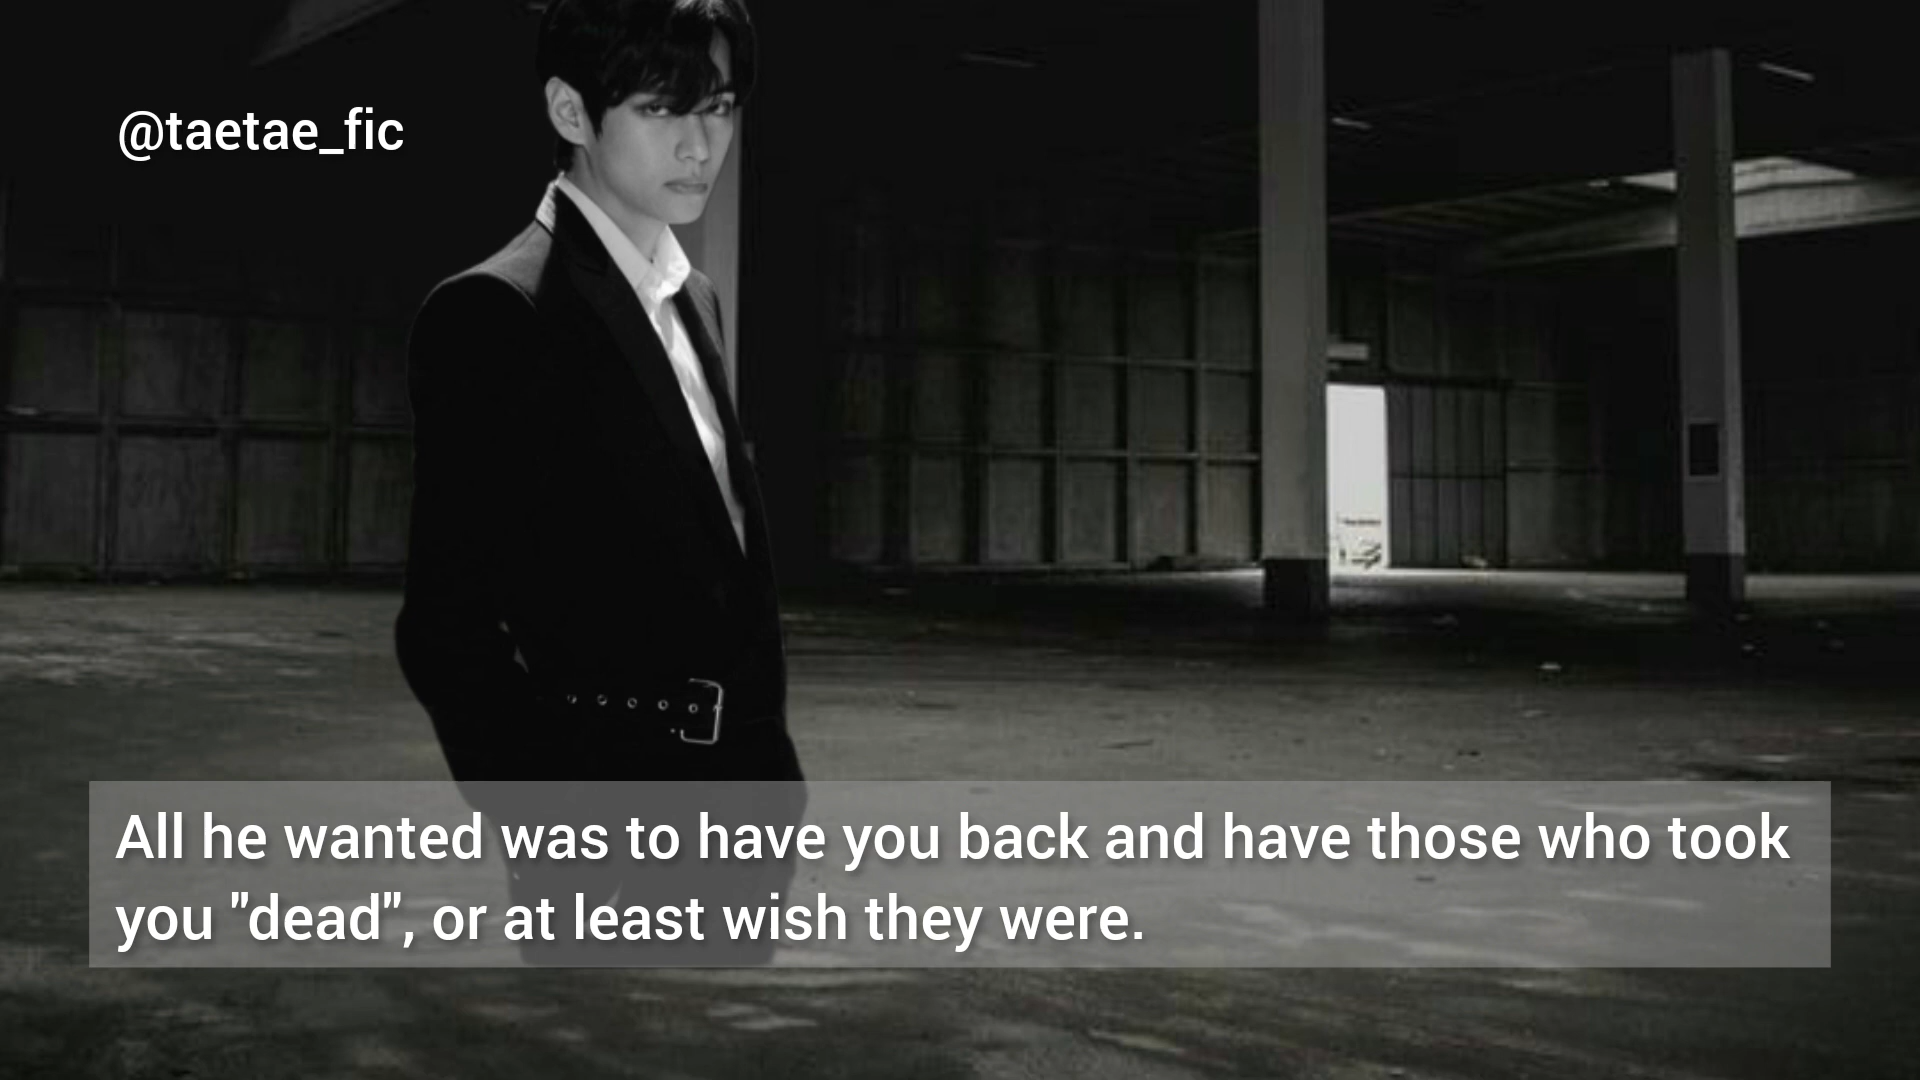 @taetae_fic
All he wanted was to have you back and have those who took
you "dead", or at least wish they were.